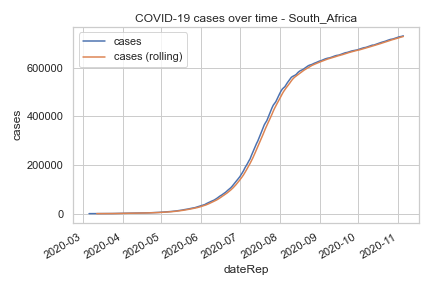 COVID-19 cases over time - South_Africa
cases
cases (rolling)
cases
600000
400000
200000
0
2020-03
2020-04
2020-05
2020-06
2020-07
2020-08
2020-09
2020-10
2020-11
dateRep